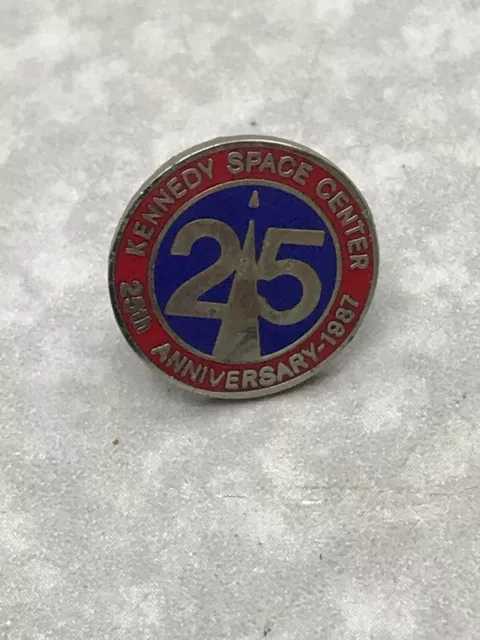 KENNEDY SPACE CENTER
25
25th ANNIVERSARY-1987